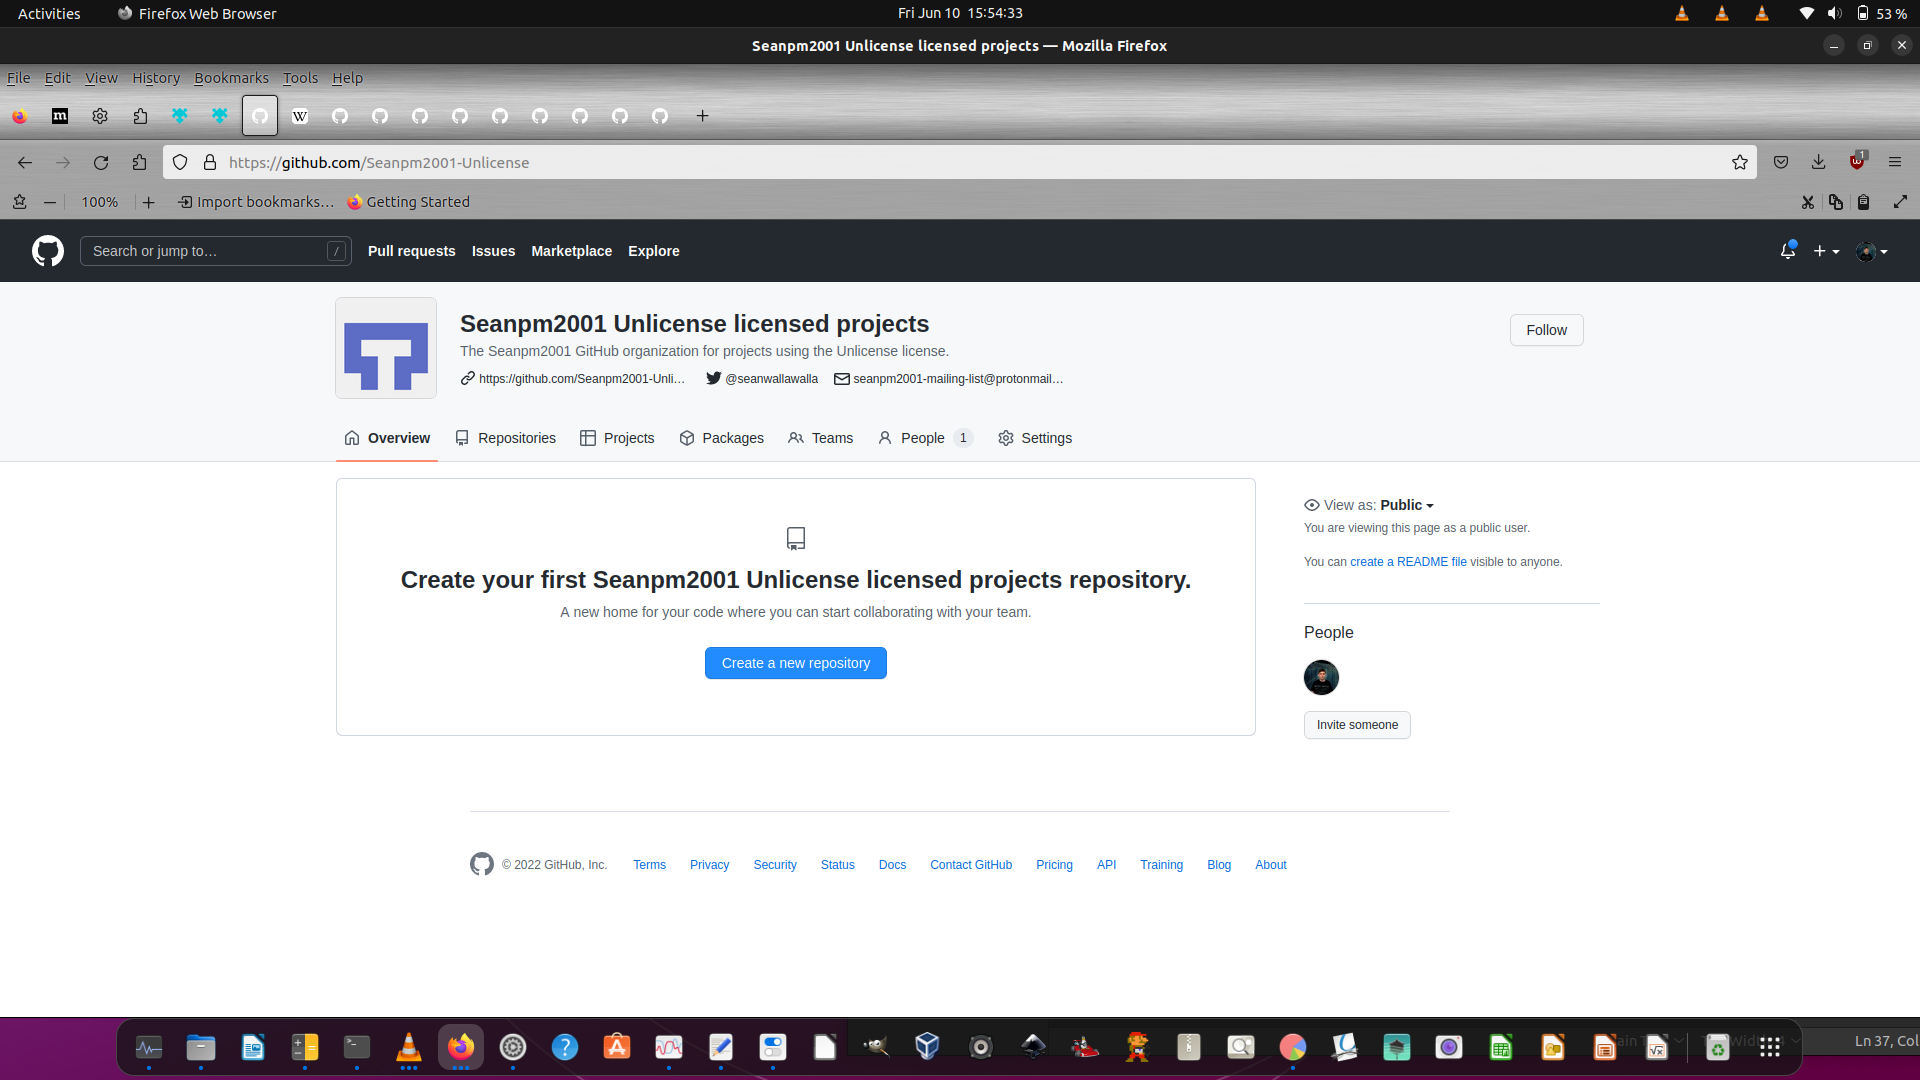 Activities Firefox Web Browser Fri Jun 10 15:54:33 53 %
Seanpm2001 Unlicense licensed projects — Mozilla Firefox
File Edit View History Bookmarks Tools Help
https://github.com/Seanpm2001-Unlicense 1
100% Import bookmarks… Getting Started
Search or jump to… / Pull requests Issues Marketplace Explore
Seanpm2001 Unlicense licensed projects
Follow
The Seanpm2001 GitHub organization for projects using the Unlicense license.
https://github.com/Seanpm2001-Unli… @seanwallawalla seanpm2001-mailing-list@protonmail…
Overview Repositories Projects Packages Teams People 1 Settings
View as: Public
You are viewing this page as a public user.
You can create a README file visible to anyone.
Create your first Seanpm2001 Unlicense licensed projects repository.
A new home for your code where you can start collaborating with your team.
Create a new repository
People
Invite someone
© 2022 GitHub, Inc. Terms Privacy Security Status Docs Contact GitHub Pricing API Training Blog About
Ln 37, Col